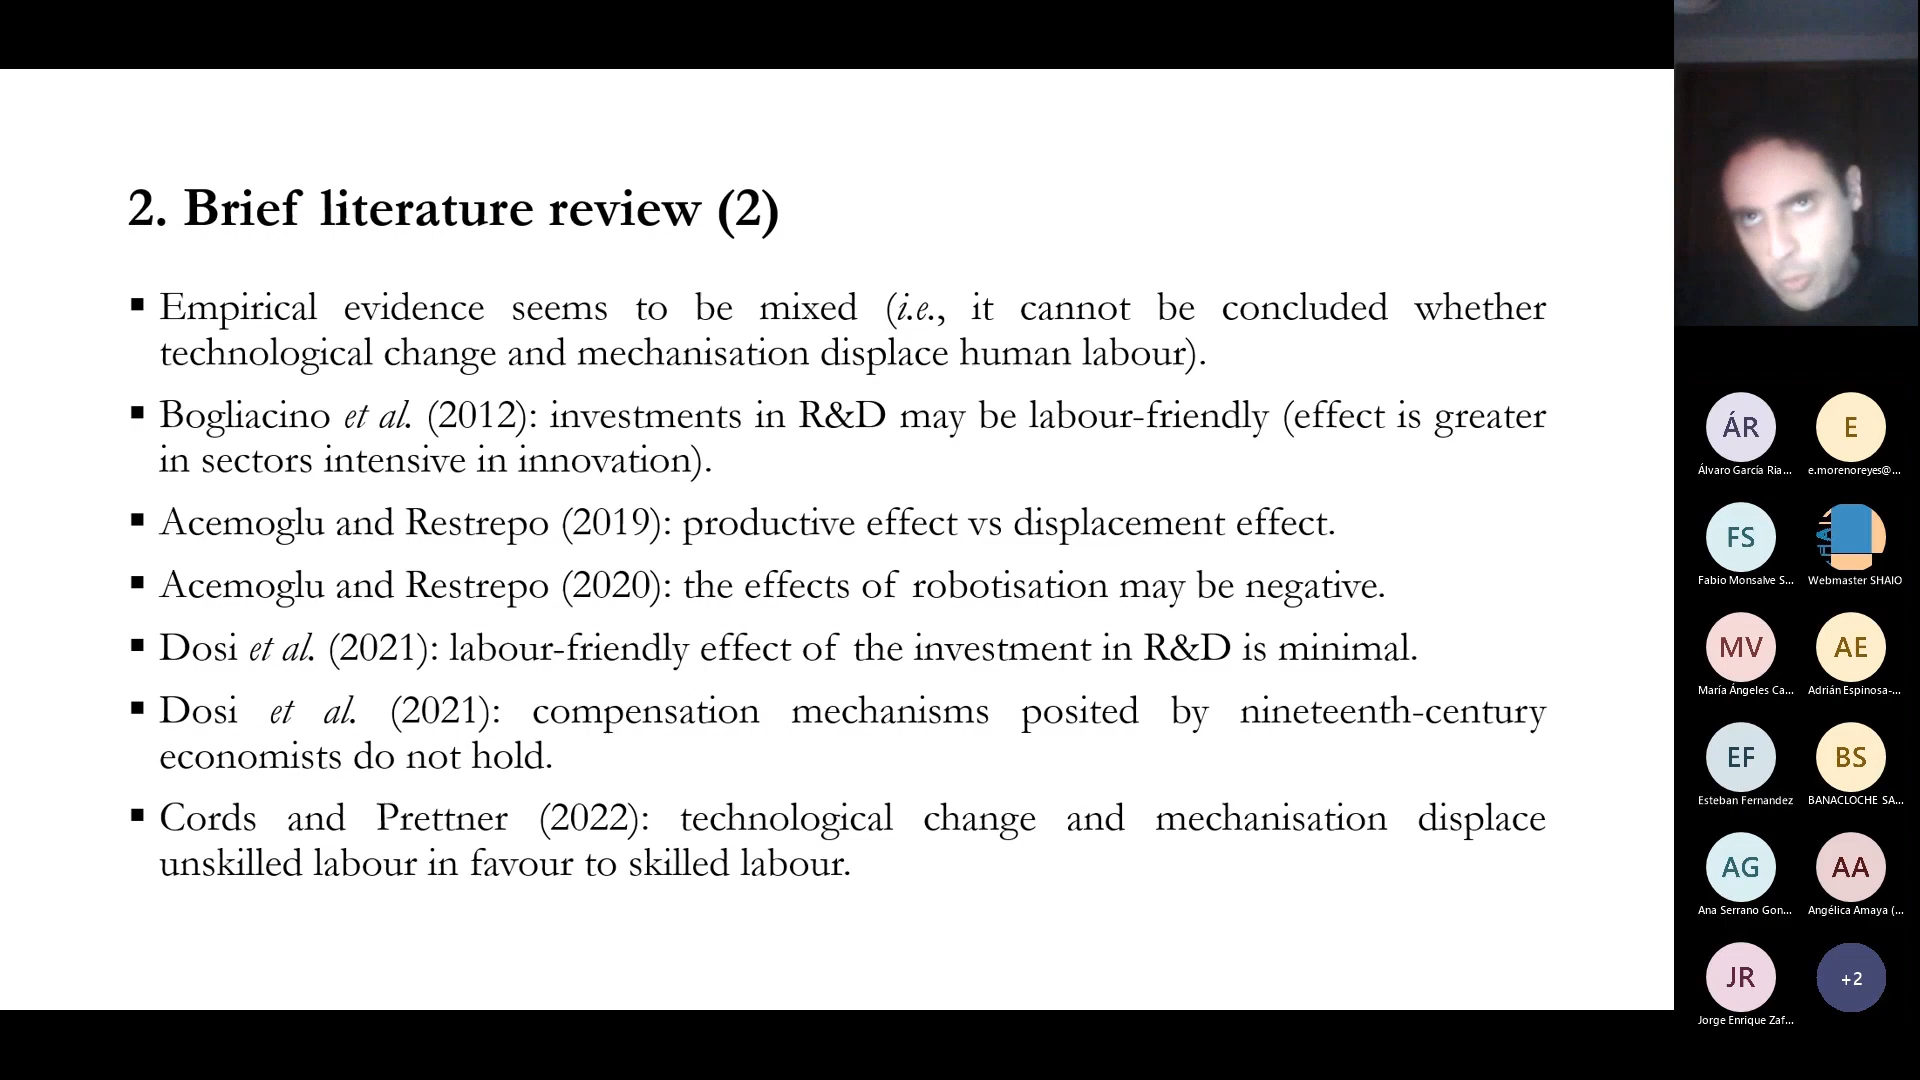 2. Brief literature review (2)
▪ Empirical evidence seems to be mixed (i.e., it cannot be concluded whether
technological change and mechanisation displace human labour).
▪ Bogliacino et al. (2012): investments in R&D may be labour-friendly (effect is greater
in sectors intensive in innovation).
▪ Acemoglu and Restrepo (2019): productive effect vs displacement effect.
▪ Acemoglu and Restrepo (2020): the effects of robotisation may be negative.
▪ Dosi et al. (2021): labour-friendly effect of the investment in R&D is minimal.
▪ Dosi et al. (2021): compensation mechanisms posited by nineteenth-century
economists do not hold.
▪ Cords and Prettner (2022): technological change and mechanisation displace
unskilled labour in favour to skilled labour.
ÁR
E
Álvaro García Ria...
e.morenoreyes@...
FS
Fabio Monsalve S...
Webmaster SHAIO
MV
AE
María Ángeles Ca...
Adrián Espinosa-...
EF
BS
Esteban Fernandez
BANACLOCHE SA...
AG
AA
Ana Serrano Gon...
Angélica Amaya (...
JR
+2
Jorge Enrique Zaf...